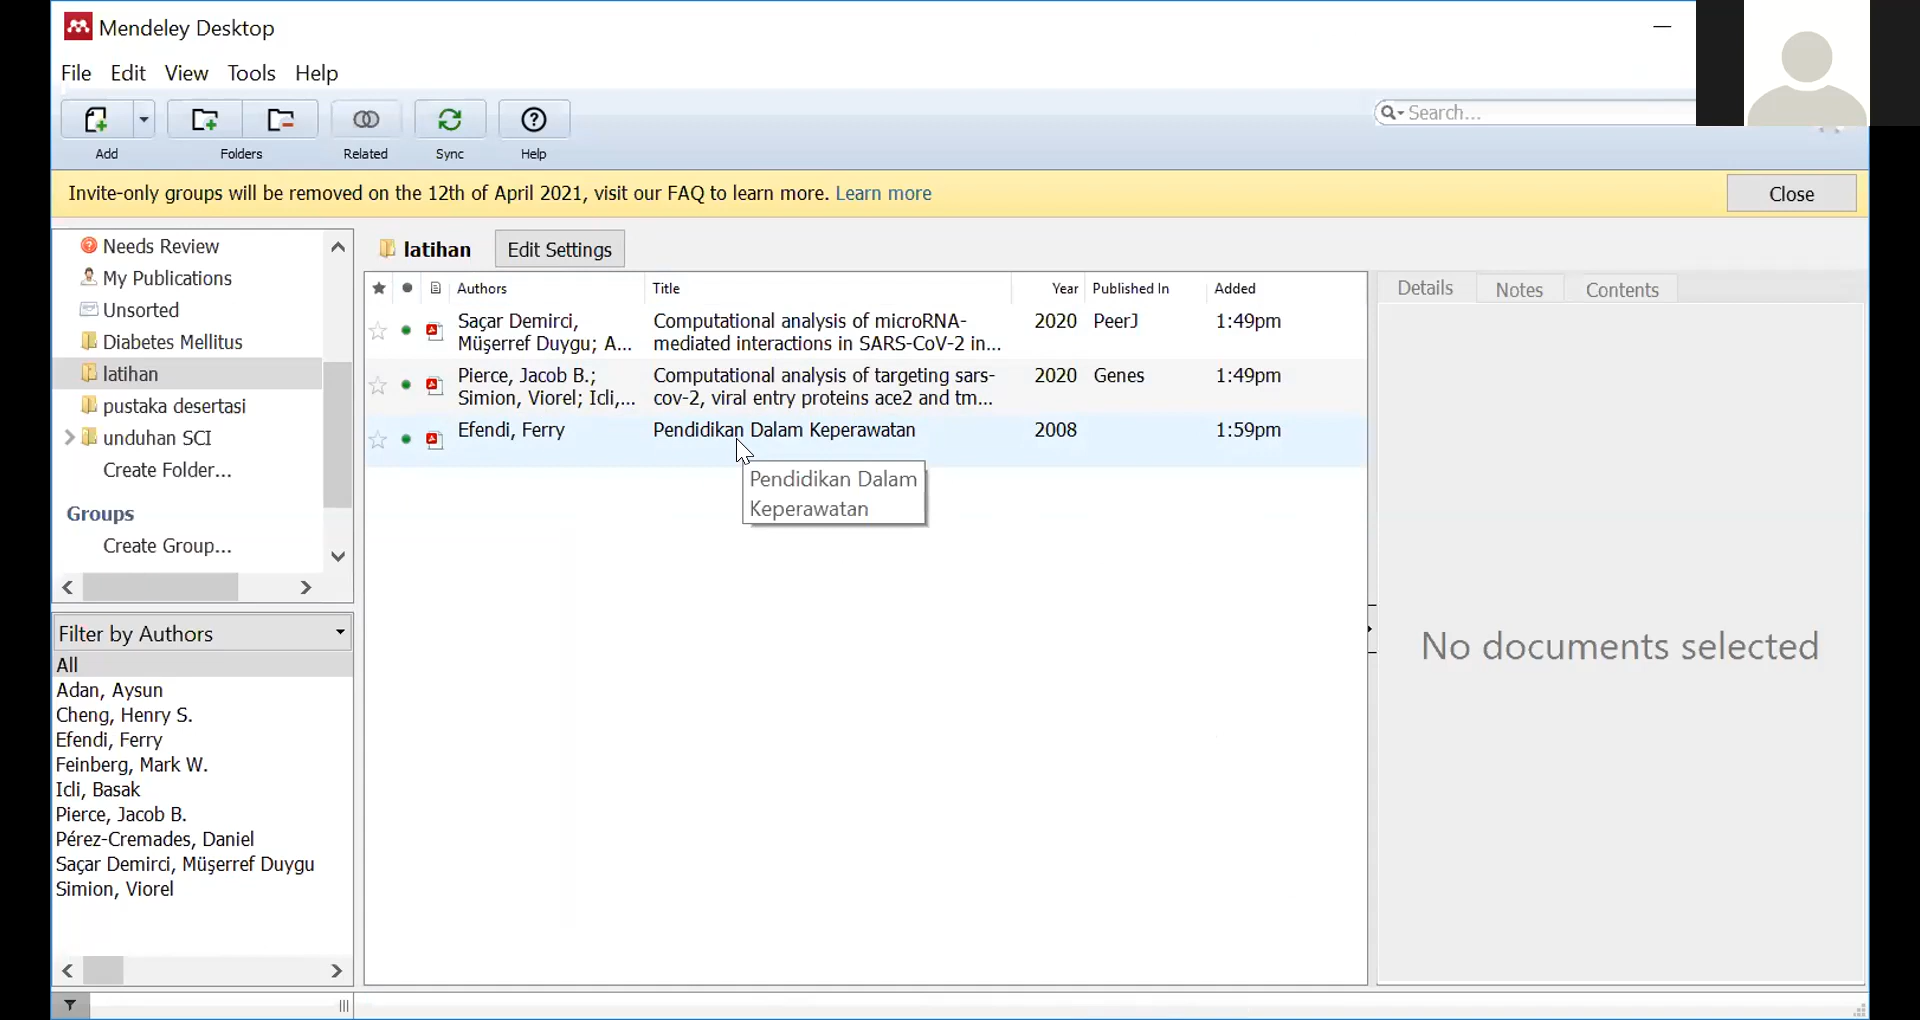 Mendeley Desktop
File Edit View Tools Help
Search...
Add Folders Related Sync Help
Invite-only groups will be removed on the 12th of April 2021, visit our FAQ to learn more. Learn more
Close
Needs Review
My Publications
Unsorted
Diabetes Mellitus
latihan
pustaka desertasi
unduhan SCI
Create Folder...
Groups
Create Group...
Filter by Authors
All
Adan, Aysun
Cheng, Henry S.
Efendi, Ferry
Feinberg, Mark W.
Icli, Basak
Pierce, Jacob B.
Pérez-Cremades, Daniel
Saçar Demirci, Müşerref Duygu
Simion, Viorel
latihan Edit Settings
Authors Title Year Published In Added
Saçar Demirci, Computational analysis of microRNA- 2020 PeerJ 1:49pm
Müşerref Duygu; A... mediated interactions in SARS-CoV-2 in...
Pierce, Jacob B.; Computational analysis of targeting sars- 2020 Genes 1:49pm
Simion, Viorel; Icli,... cov-2, viral entry proteins ace2 and tm...
Efendi, Ferry Pendidikan Dalam Keperawatan 2008 1:59pm
Pendidikan Dalam
Keperawatan
Details Notes Contents
No documents selected